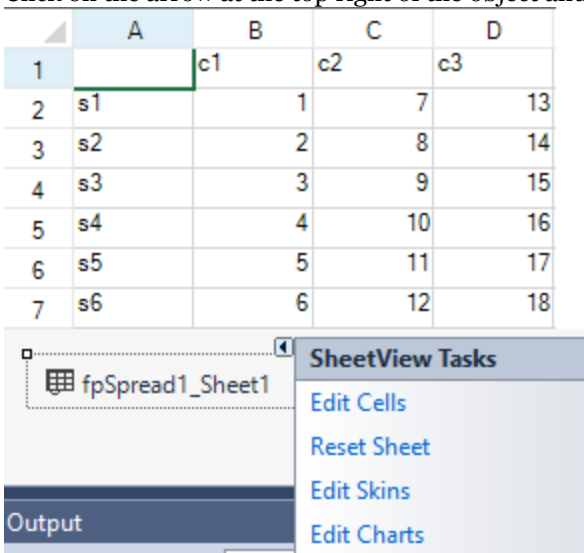 Click on the arrow at the top right of the object and
A B C D
1 c1 c2 c3
2 s1 1 7 13
3 s2 2 8 14
4 s3 3 9 15
5 s4 4 10 16
6 s5 5 11 17
7 s6 6 12 18
fpSpread1_Sheet1
SheetView Tasks
Edit Cells
Reset Sheet
Edit Skins
Edit Charts
Output